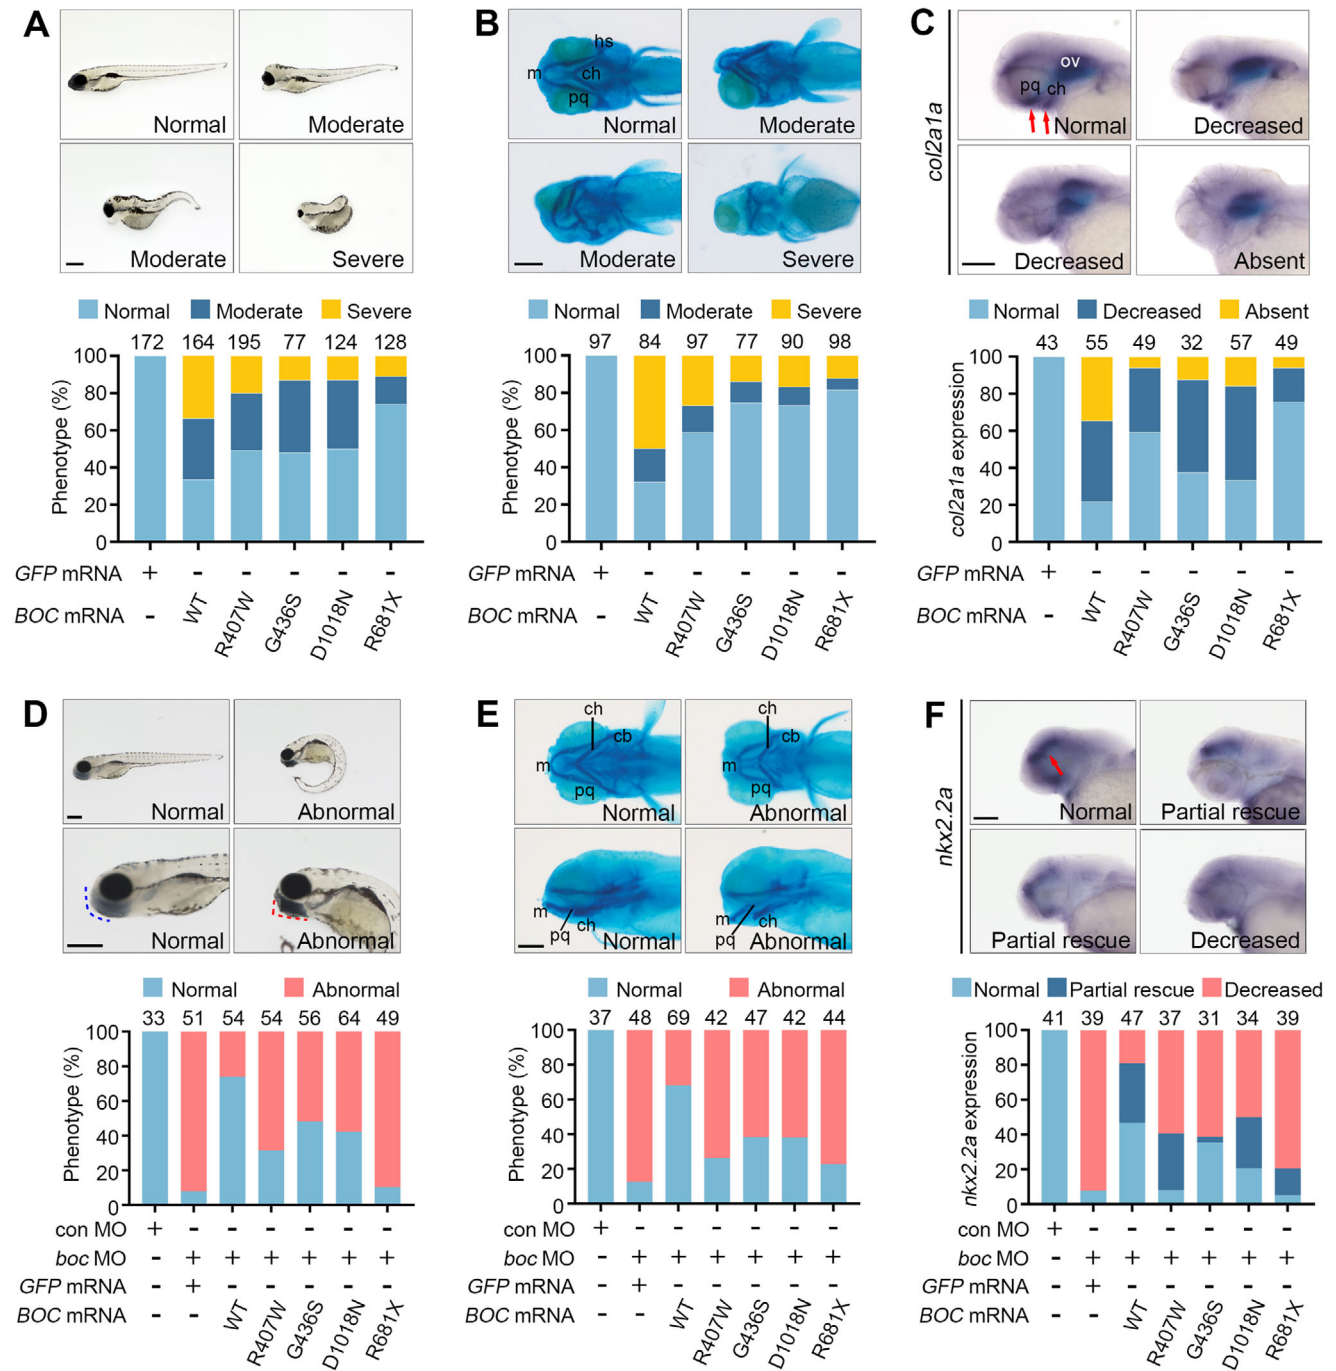 A
Normal
Moderate
Moderate
Severe
Normal Moderate Severe
172 164 195 77 124 128
Phenotype (%)
100
80
60
40
20
0
GFP mRNA + - - - - -
BOC mRNA - WT R407W G436S D1018N R681X
B
hs
m
ch
pq
Normal
Moderate
Moderate
Severe
Normal Moderate Severe
97 84 97 77 90 98
Phenotype (%)
100
80
60
40
20
0
GFP mRNA + - - - - -
BOC mRNA - WT R407W G436S D1018N R681X
C
col2a1a
ov
pq ch
Normal
Decreased
Decreased
Absent
Normal Decreased Absent
43 55 49 32 57 49
col2a1a expression
100
80
60
40
20
0
GFP mRNA + - - - - -
BOC mRNA - WT R407W G436S D1018N R681X
D
Normal
Abnormal
Normal
Abnormal
Normal Abnormal
33 51 54 54 56 64 49
Phenotype (%)
100
80
60
40
20
0
con MO + - - - - - -
boc MO - + + + + + +
GFP mRNA - + - - - - -
BOC mRNA - - WT R407W G436S D1018N R681X
E
ch
cb
m
pq
Normal
ch
cb
m
pq
Abnormal
m
ch
pq
Normal
m
ch
pq
Abnormal
Normal Abnormal
37 48 69 42 47 42 44
Phenotype (%)
100
80
60
40
20
0
con MO + - - - - - -
boc MO - + + + + + +
GFP mRNA - + - - - - -
BOC mRNA - - WT R407W G436S D1018N R681X
F
nkx2.2a
Normal
Partial rescue
Partial rescue
Decreased
Normal Partial rescue Decreased
41 39 47 37 31 34 39
nkx2.2a expression
100
80
60
40
20
0
con MO + - - - - - -
boc MO - + + + + + +
GFP mRNA - + - - - - -
BOC mRNA - - WT R407W G436S D1018N R681X